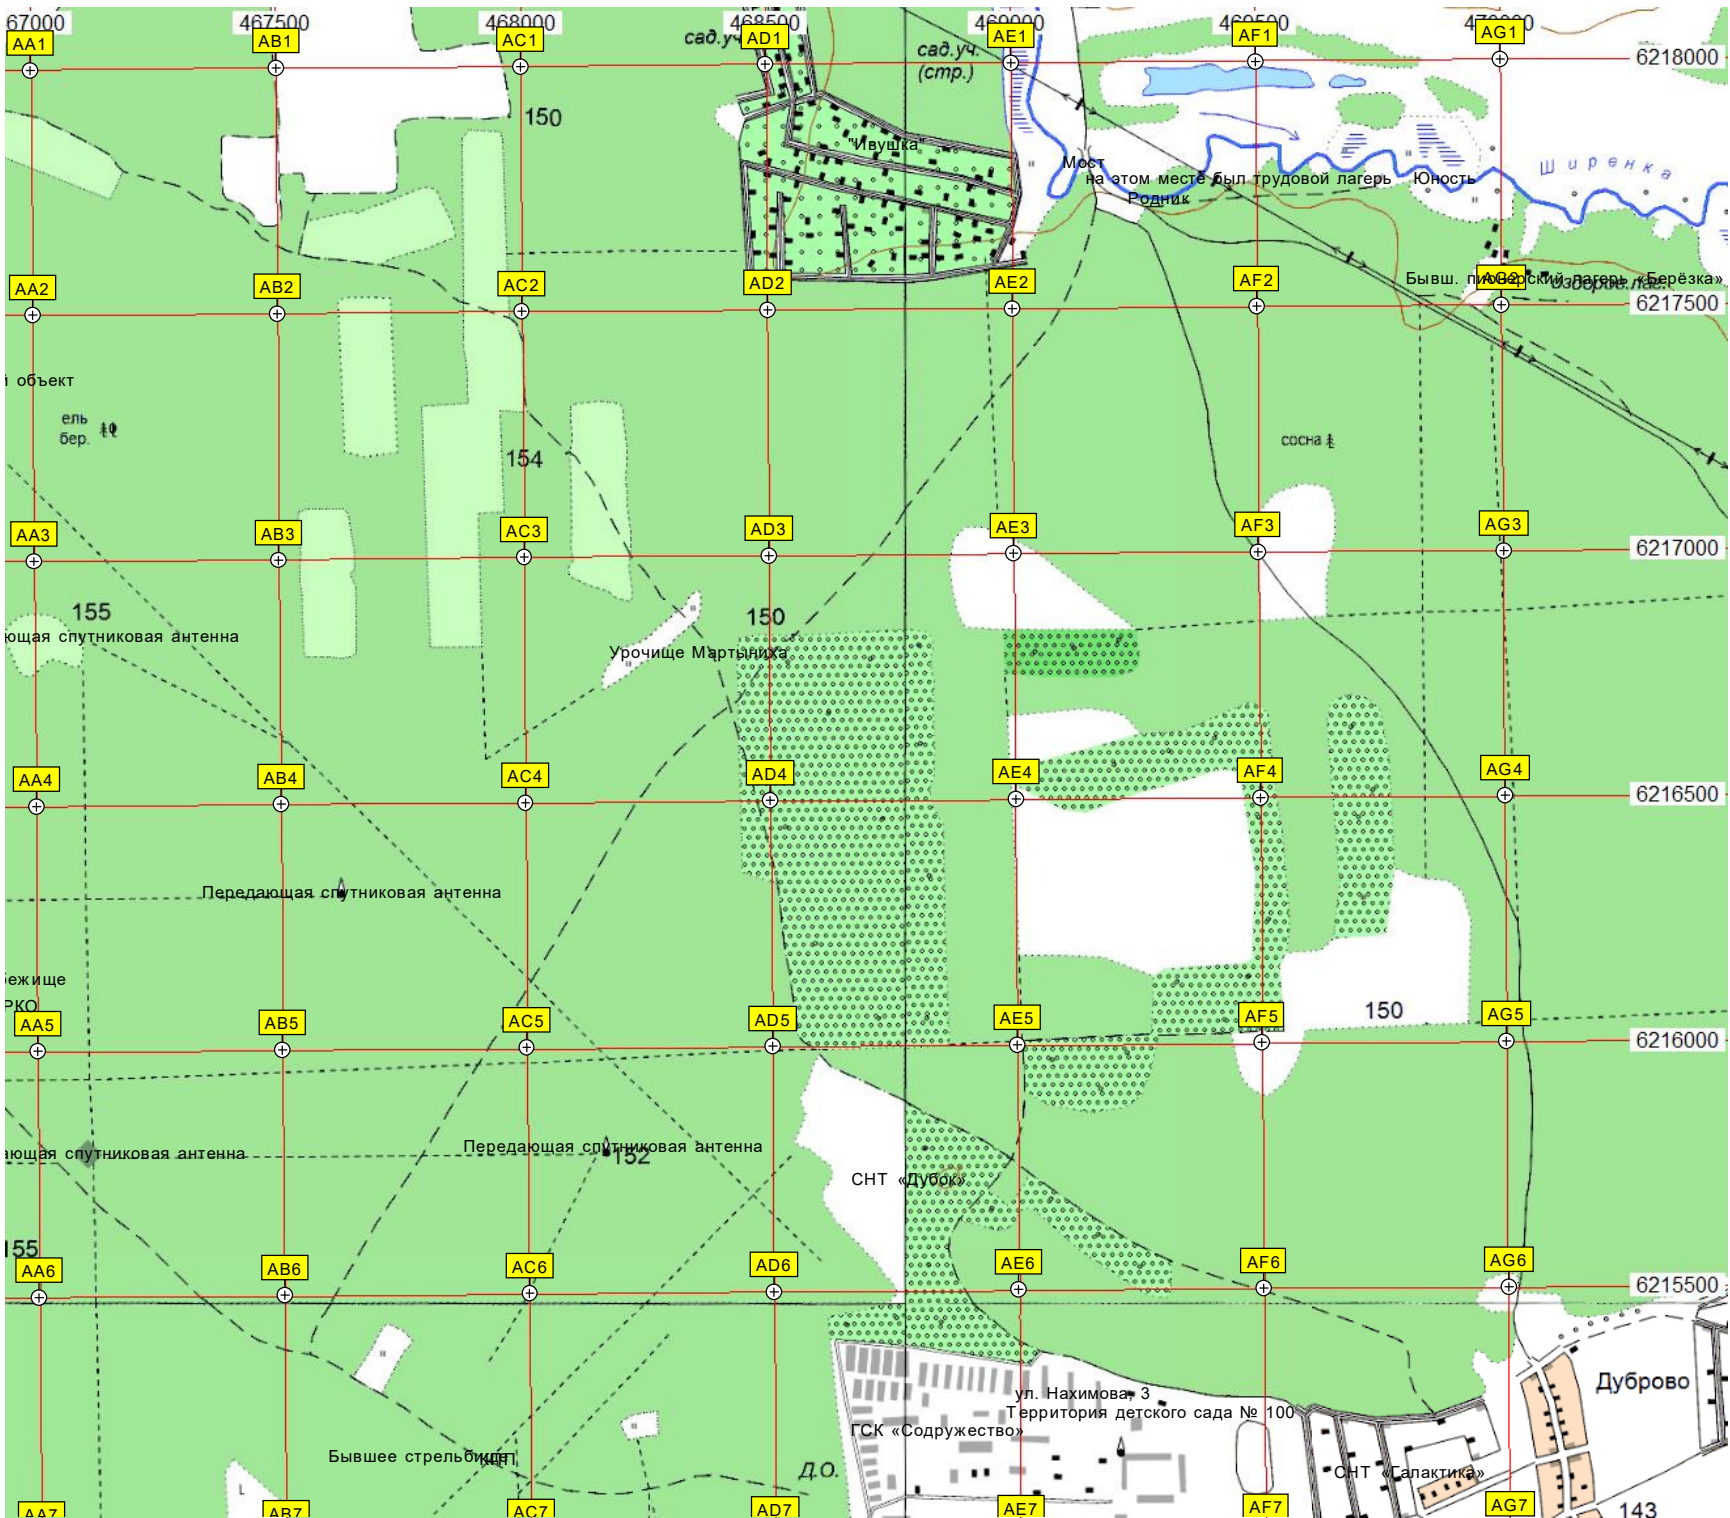 67000 467500 468000 468500 469000 469500 470000
AA1 AB1 AC1 AD1 AE1 AF1 AG1
6218000
сад.уч.
сад.уч.
(стр.)
150
"Ивушка"
Мост
на этом месте был трудовой лагерь Юность
Родник
Ширенка
AA2 AB2 AC2 AD2 AE2 AF2 AG2
Бывш. пионерский лагерь «Берёзка»
6217500
й объект
ель
бер.
154
сосна
AA3 AB3 AC3 AD3 AE3 AF3 AG3
6217000
155
150
ющая спутниковая антенна
Урочище Мартыниха
AA4 AB4 AC4 AD4 AE4 AF4 AG4
6216500
Передающая спутниковая антенна
бежище
РКО
150
AA5 AB5 AC5 AD5 AE5 AF5 AG5
6216000
ающая спутниковая антенна
Передающая спутниковая антенна
152
СНТ «Дубок»
155
AA6 AB6 AC6 AD6 AE6 AF6 AG6
6215500
Дуброво
ул. Нахимова, 3
Территория детского сада № 100
ГСК «Содружество»
Бывшее стрельбище
КПП
Д.О.
СНТ «Галактика»
143
AA7 AB7 AC7 AD7 AE7 AF7 AG7